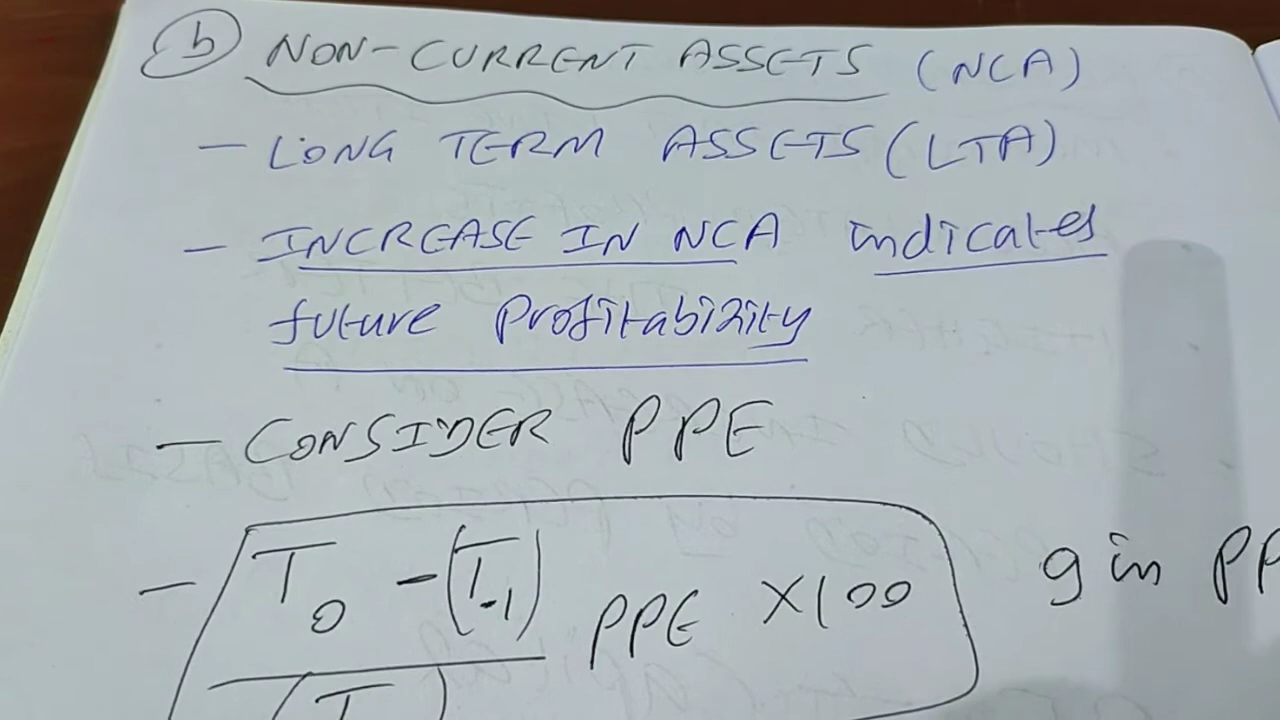 b NON-CURRENT ASSETS (NCA)
- LONG TERM ASSETS (LTA)
- INCREASE IN NCA indicates
future Profitability
- CONSIDER PPE
- T0 - (T-1) PPE X100 g in PP
(T